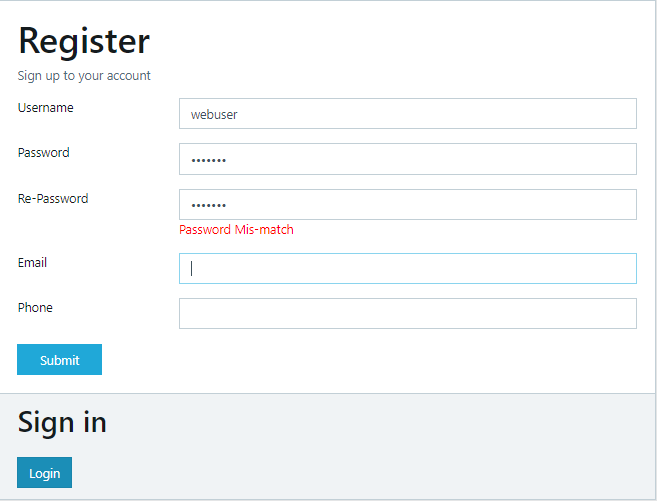 Register
Sign up to your account
Username
webuser
Password
•••••••
Re-Password
•••••••
Password Mis-match
Email
Phone
Submit
Sign in
Login